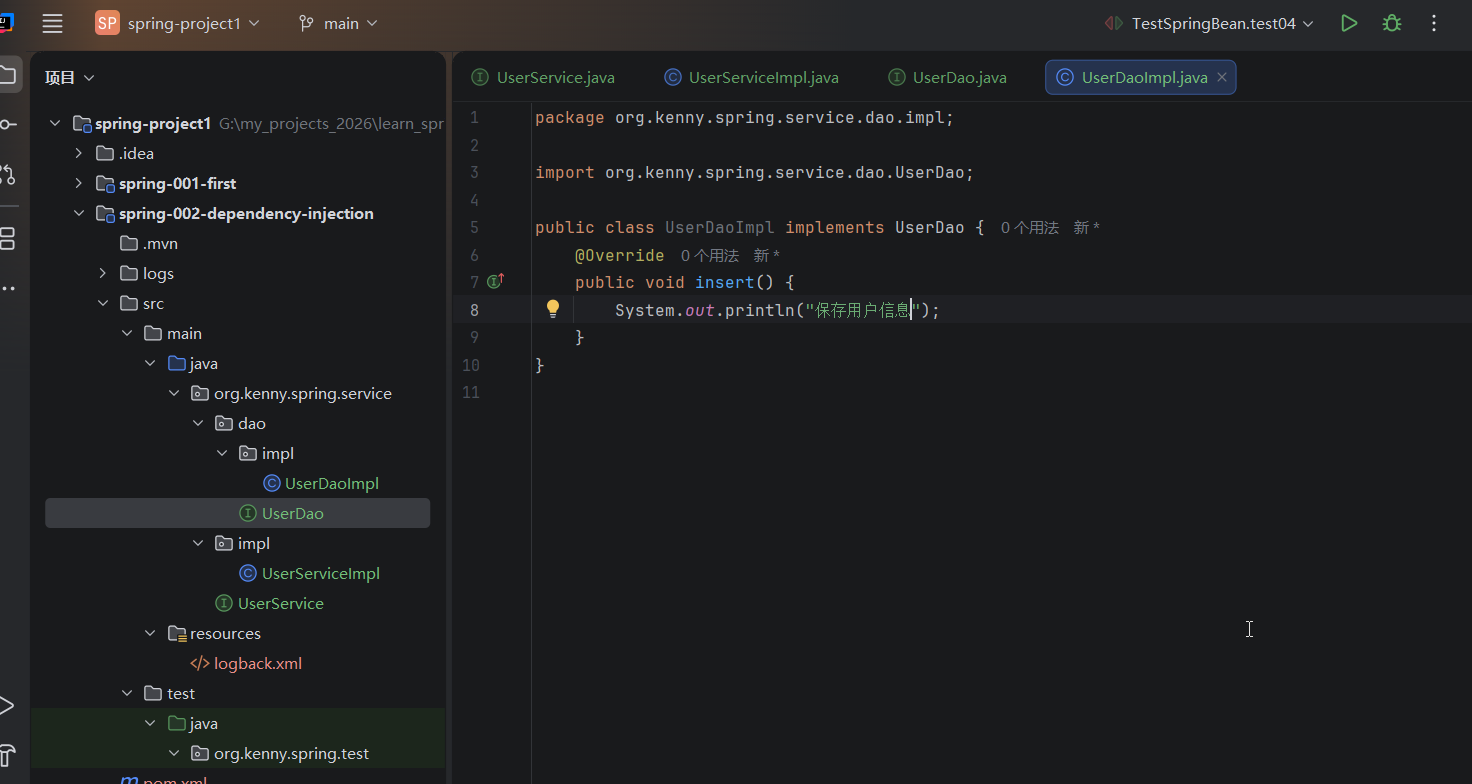 SP spring-project1 main TestSpringBean.test04
项目
UserService.java UserServiceImpl.java UserDao.java UserDaoImpl.java
spring-project1 G:\my_projects_2026\learn_spr
.idea
spring-001-first
spring-002-dependency-injection
.mvn
logs
src
main
java
org.kenny.spring.service
dao
impl
UserDaoImpl
UserDao
impl
UserServiceImpl
UserService
resources
logback.xml
test
java
org.kenny.spring.test
pom.xml
1 package org.kenny.spring.service.dao.impl;
2
3 import org.kenny.spring.service.dao.UserDao;
4
5 public class UserDaoImpl implements UserDao { 0个用法 新 *
6 @Override 0个用法 新 *
7 public void insert() {
8 System.out.println("保存用户信息");
9 }
10 }
11